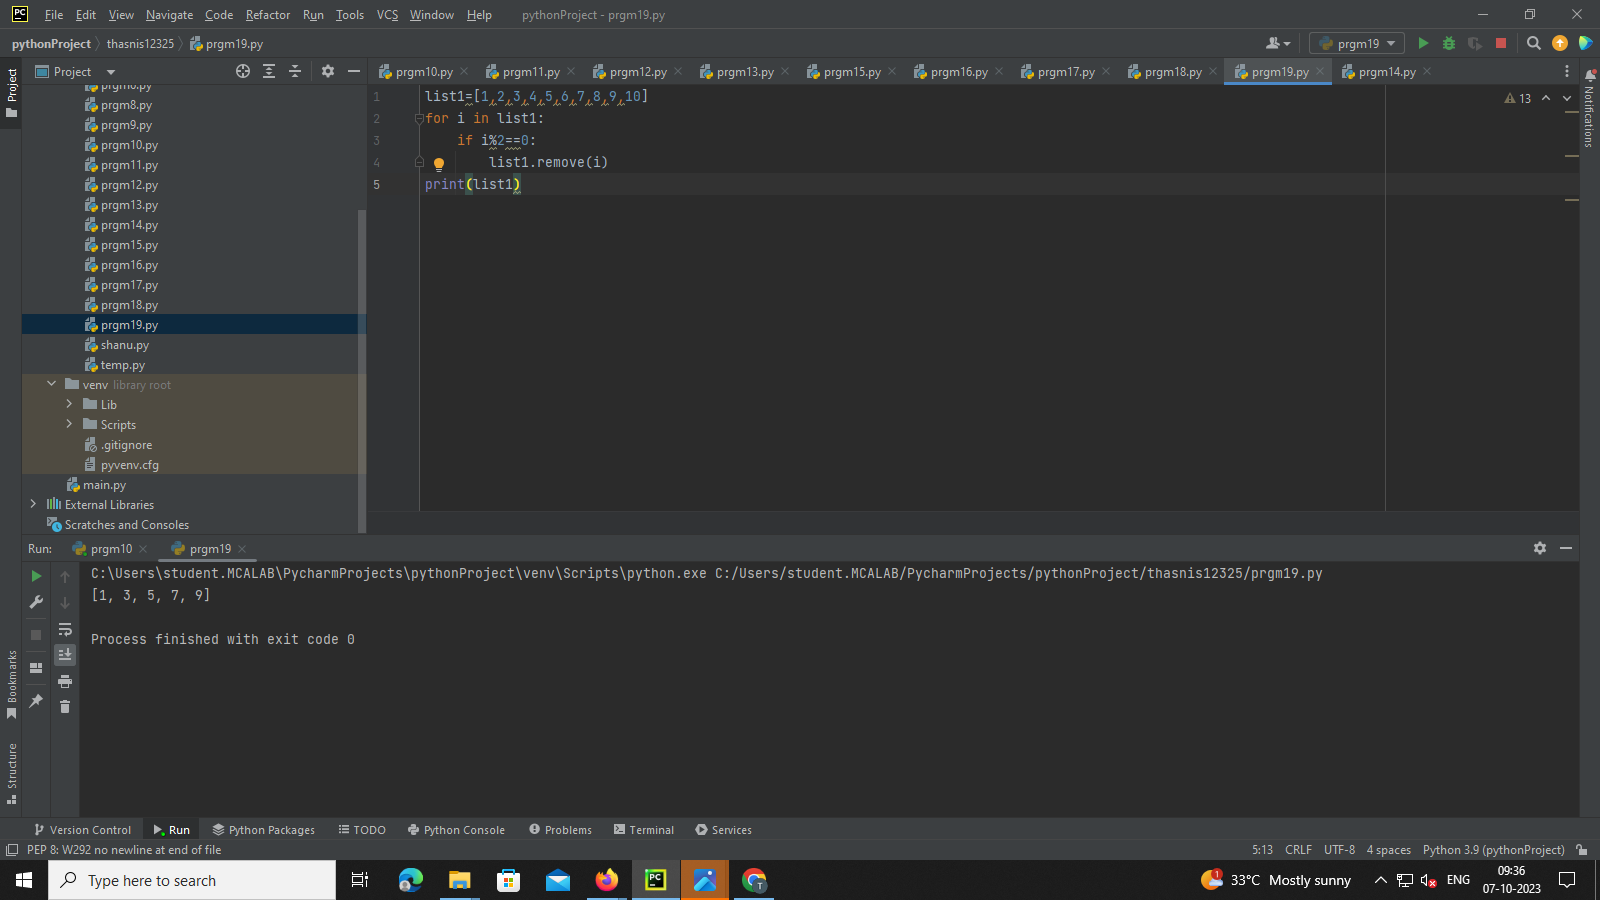 PC File Edit View Navigate Code Refactor Run Tools VCS Window Help pythonProject - prgm19.py
pythonProject thasnis12325 prgm19.py prgm19
Project
Project
prgm10.py prgm11.py prgm12.py prgm13.py prgm15.py prgm16.py prgm17.py prgm18.py prgm19.py prgm14.py
Notifications
prgm8.py
prgm9.py
prgm10.py
prgm11.py
prgm12.py
prgm13.py
prgm14.py
prgm15.py
prgm16.py
prgm17.py
prgm18.py
prgm19.py
shanu.py
temp.py
venv library root
Lib
Scripts
.gitignore
pyvenv.cfg
main.py
External Libraries
Scratches and Consoles
1 list1=[1,2,3,4,5,6,7,8,9,10]
2 for i in list1:
3 if i%2==0:
4 list1.remove(i)
5 print(list1)
13
Run: prgm10 prgm19
C:\Users\student.MCALAB\PycharmProjects\pythonProject\venv\Scripts\python.exe C:/Users/student.MCALAB/PycharmProjects/pythonProject/thasnis12325/prgm19.py
[1, 3, 5, 7, 9]
Process finished with exit code 0
Bookmarks
Structure
Version Control Run Python Packages TODO Python Console Problems Terminal Services
PEP 8: W292 no newline at end of file 5:13 CRLF UTF-8 4 spaces Python 3.9 (pythonProject)
Type here to search
PC
T
1
33°C Mostly sunny
ENG
09:36
07-10-2023